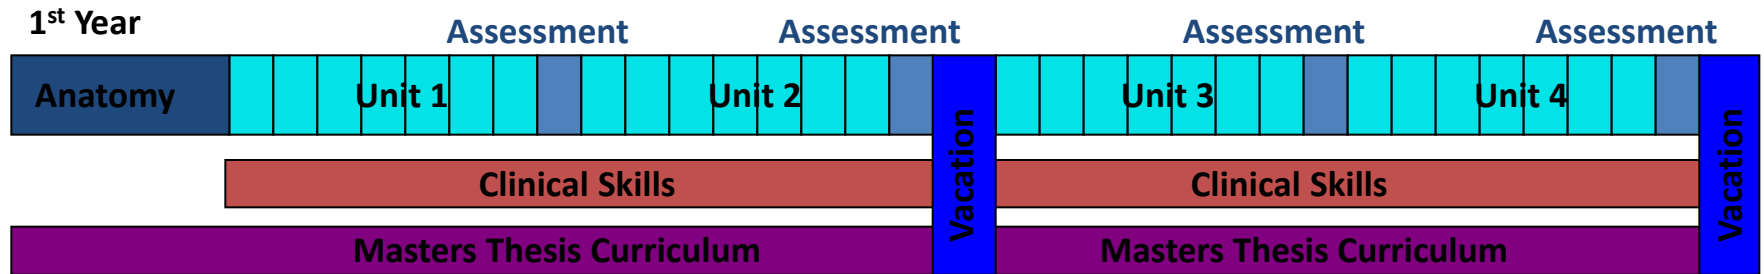 1st Year
Assessment Assessment Assessment Assessment
Anatomy Unit 1 Unit 2 Unit 3 Unit 4
Vacation Vacation
Clinical Skills Clinical Skills
Masters Thesis Curriculum Masters Thesis Curriculum